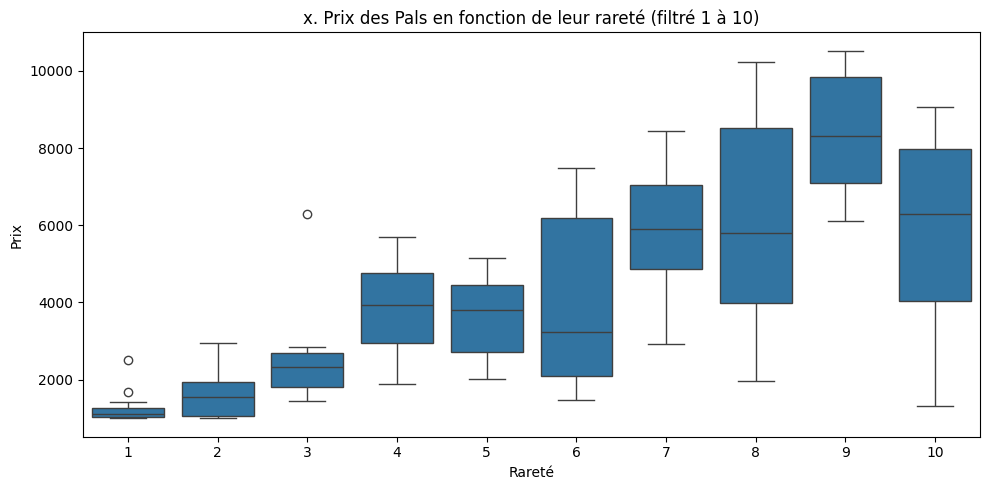 x. Prix des Pals en fonction de leur rareté (filtré 1 à 10)
Prix
10000
8000
6000
4000
2000
1 2 3 4 5 6 7 8 9 10
Rareté